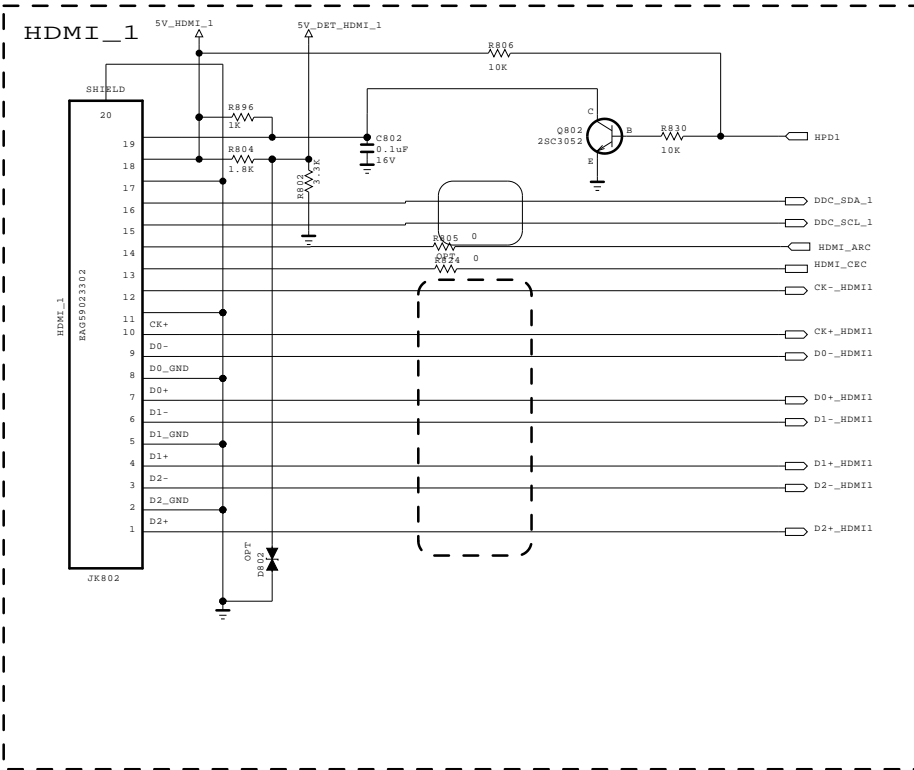 HDMI_1
5V_HDMI_1
5V_DET_HDMI_1
R806
10K
SHIELD
20
R896
1K
C802
0.1uF
16V
C
Q802
2SC3052
B
E
R830
10K
HPD1
19
R804
1.8K
18
R802
3.3K
17
16
DDC_SDA_1
15
DDC_SCL_1
R805
0
14
HDMI_ARC
OPT
R824
0
13
HDMI_CEC
12
CK-_HDMI1
11
HDMI_1
EAG59023302
CK+
10
CK+_HDMI1
D0-
9
D0-_HDMI1
D0_GND
8
D0+
7
D0+_HDMI1
D1-
6
D1-_HDMI1
D1_GND
5
D1+
4
D1+_HDMI1
D2-
3
D2-_HDMI1
D2_GND
2
D2+
1
D2+_HDMI1
OPT
D802
JK802